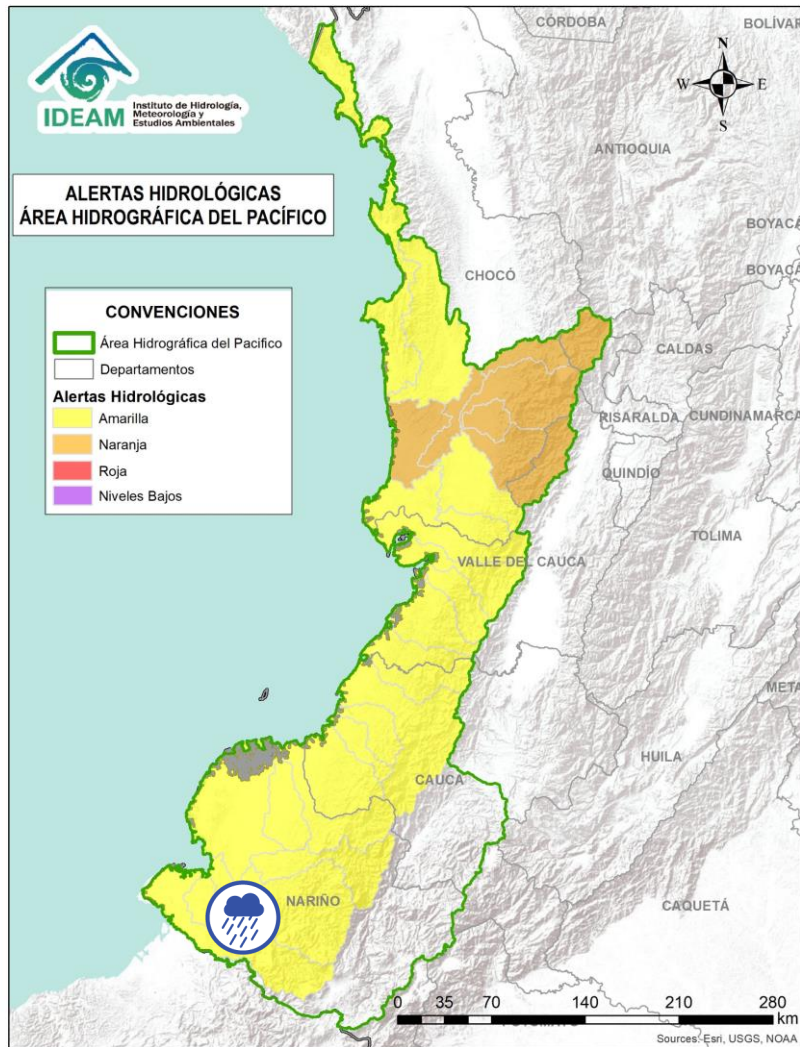 IDEAM
Instituto de Hidrología,
Meteorología y
Estudios Ambientales
ALERTAS HIDROLÓGICAS
ÁREA HIDROGRÁFICA DEL PACÍFICO
CONVENCIONES
Área Hidrográfica del Pacifico
Departamentos
Alertas Hidrológicas
Amarilla
Naranja
Roja
Niveles Bajos
N
W E
S
CÓRDOBA
BOLÍVAR
ANTIOQUIA
BOYACÁ
BOYACÁ
CHOCÓ
CALDAS
RISARALDA
CUNDINAMARCA
QUINDÍO
TOLIMA
VALLE DEL CAUCA
META
HUILA
CAUCA
NARIÑO
CAQUETÁ
0 35 70 140 210 280
km
Sources: Esri, USGS, NOAA